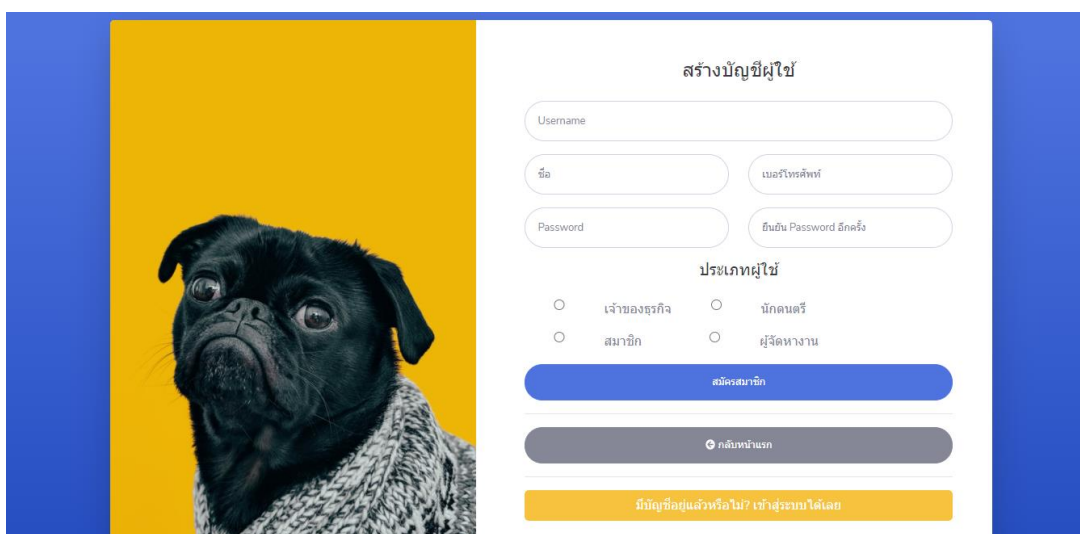 สร้างบัญชีผู้ใช้
Username
ชื่อ เบอร์โทรศัพท์
Password ยืนยัน Password อีกครั้ง
ประเภทผู้ใช้
เจ้าของธุรกิจ นักดนตรี
สมาชิก ผู้จัดหางาน
สมัครสมาชิก
กลับหน้าแรก
มีบัญชีอยู่แล้วหรือไม่? เข้าสู่ระบบได้เลย